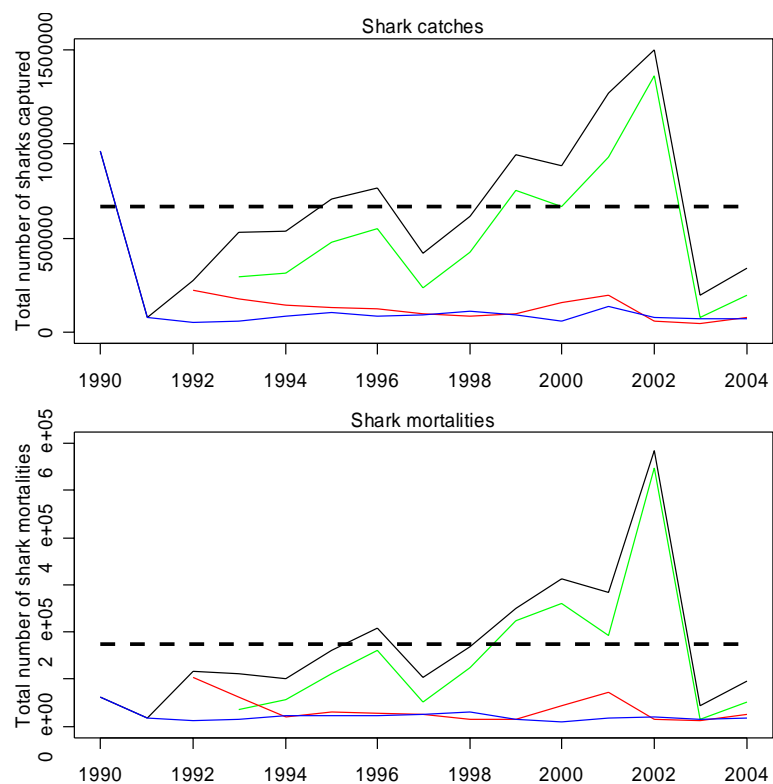 Shark catches
Total number of sharks captured
1500000
1000000
500000
0
1990 1992 1994 1996 1998 2000 2002 2004
Shark mortalities
Total number of shark mortalities
6 e+05
4 e+05
2 e+05
0 e+00
1990 1992 1994 1996 1998 2000 2002 2004